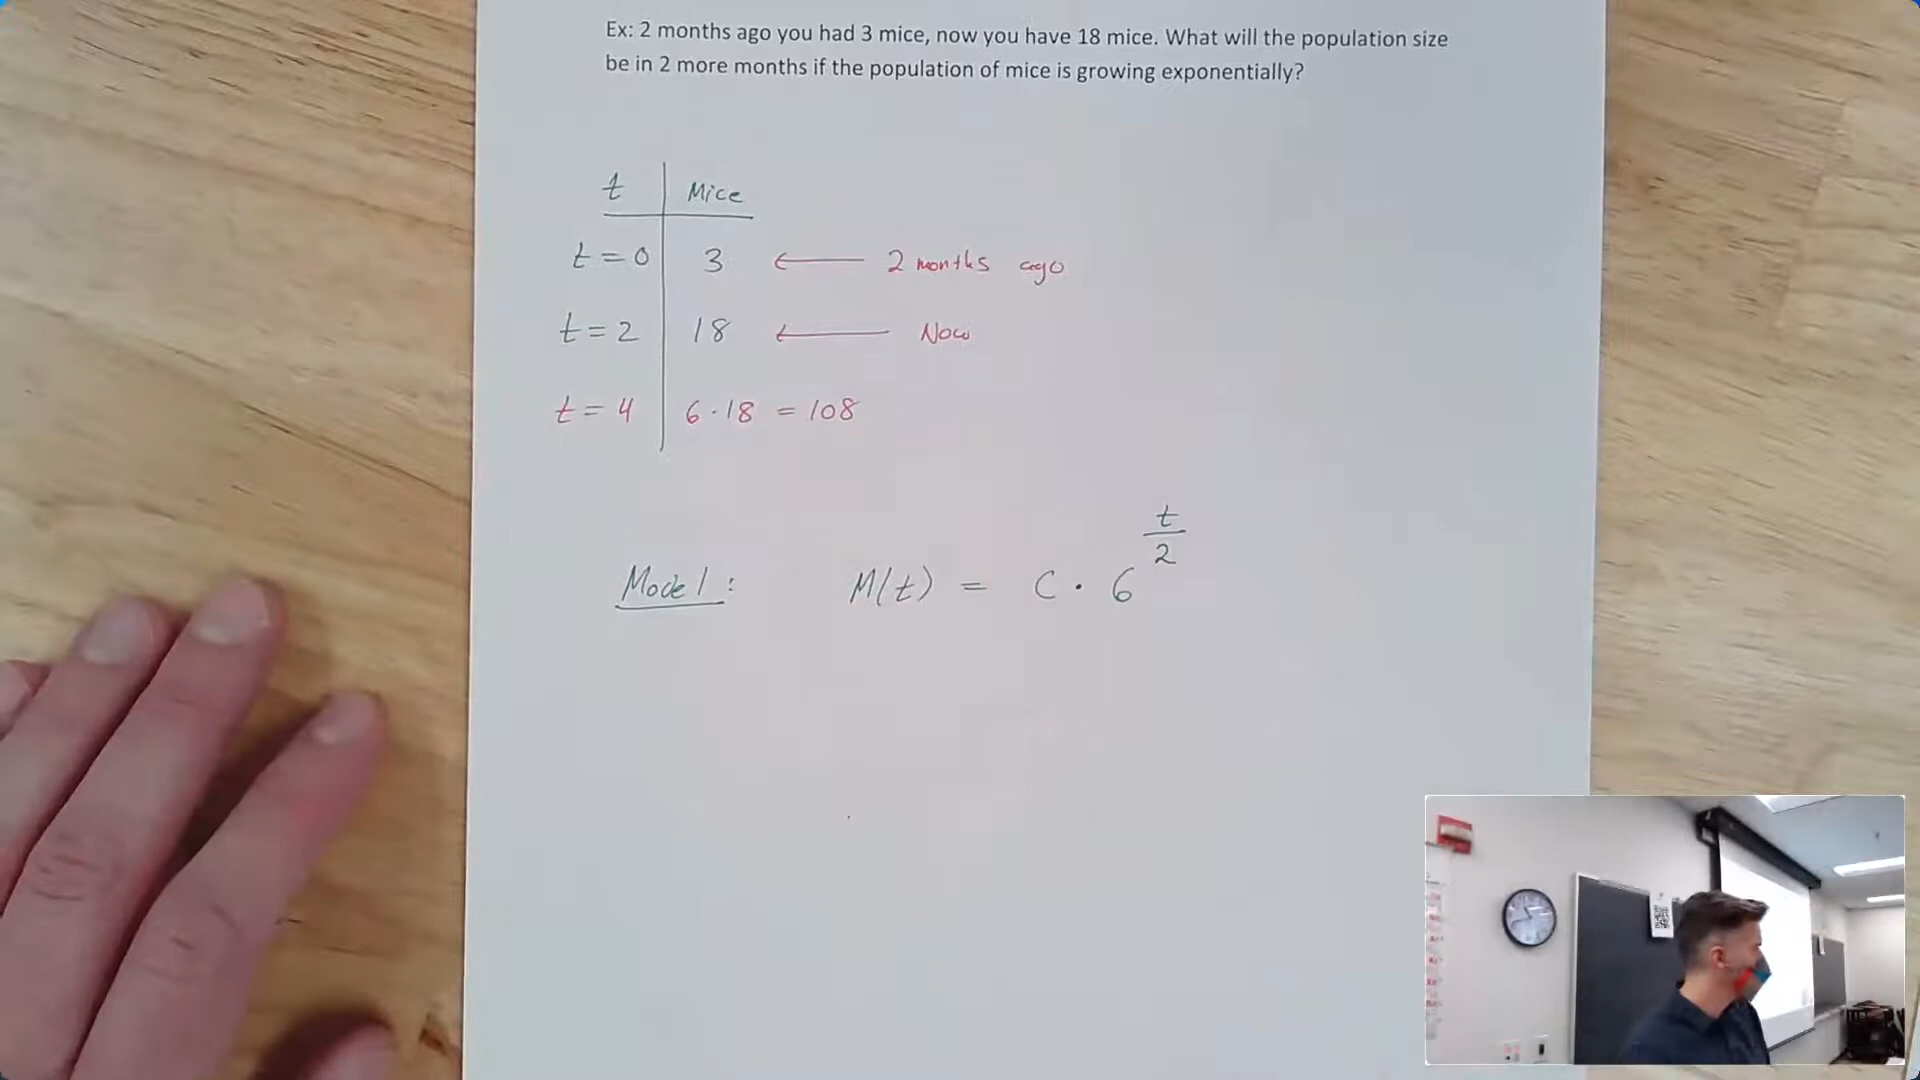 Ex: 2 months ago you had 3 mice, now you have 18 mice. What will the population size
be in 2 more months if the population of mice is growing exponentially?
t Mice
t = 0 3 ← 2 months ago
t = 2 18 ← Now
t = 4 6 · 18 = 108
Model: M(t) = C · 6^(t/2)